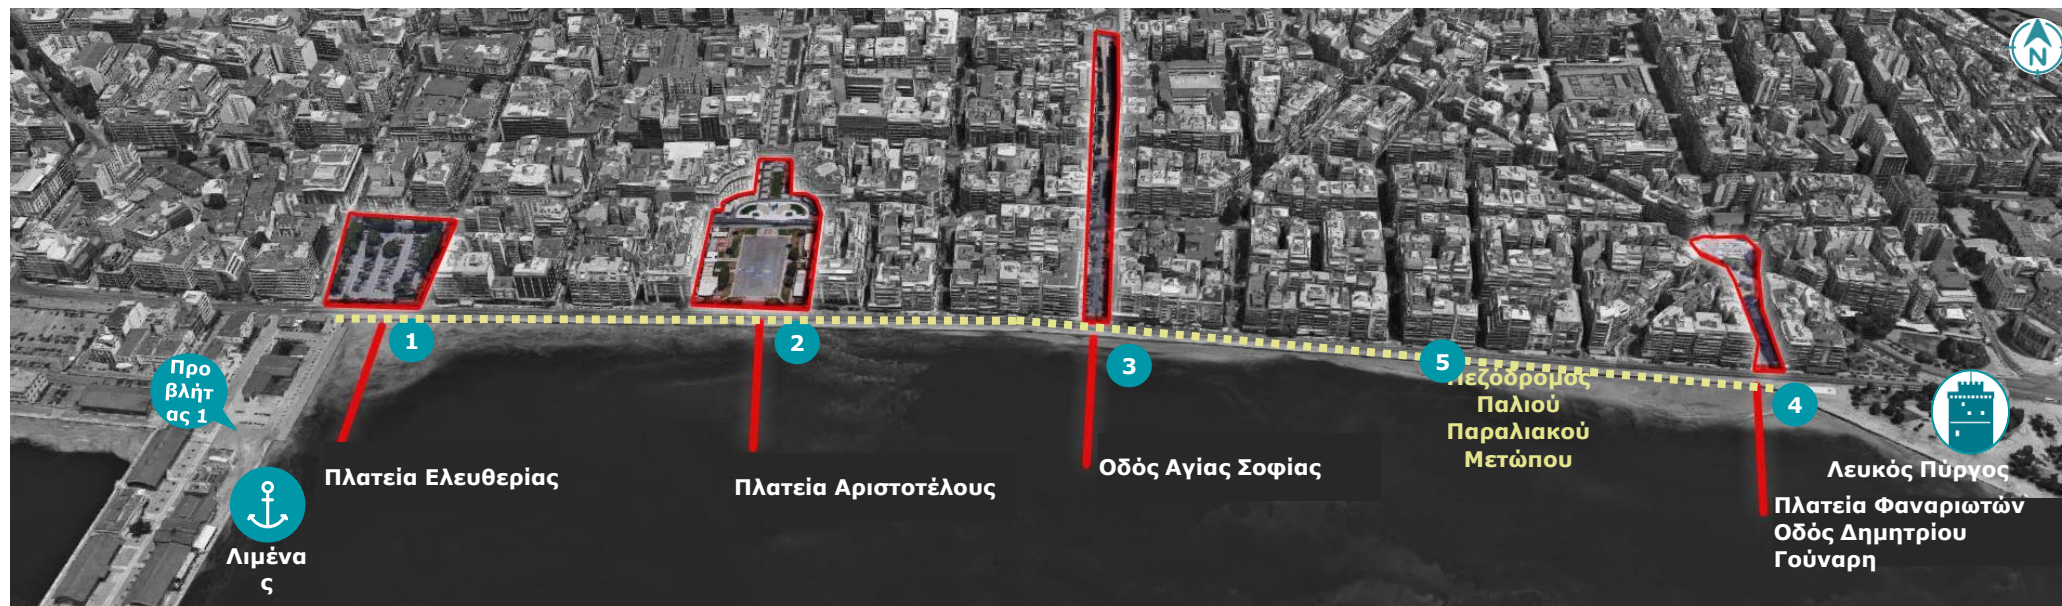 N
1
2
3
5
4
Προ
βλήτ
ας 1
Πεζόδρομος
Παλιού
Παραλιακού
Μετώπου
Πλατεία Ελευθερίας
Πλατεία Αριστοτέλους
Οδός Αγίας Σοφίας
Λευκός Πύργος
Πλατεία Φαναριωτών
Οδός Δημητρίου
Γούναρη
Λιμένα
ς